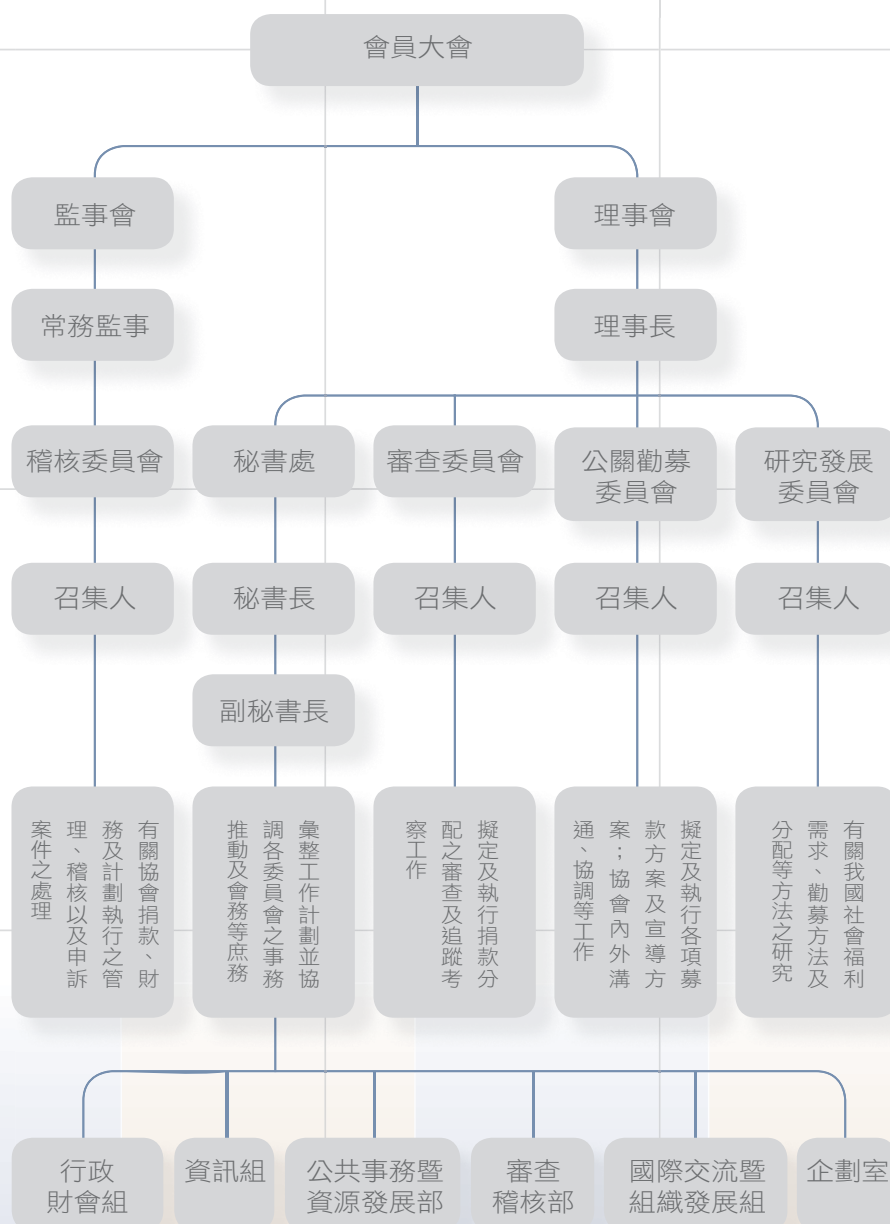 會員大會
監事會
理事會
常務監事
理事長
稽核委員會
秘書處
審查委員會
公關勸募
委員會
研究發展
委員會
召集人
秘書長
召集人
召集人
召集人
副秘書長
有關協會捐款、財
務及計劃執行之管
理、稽核以及申訴
案件之處理
彙整工作計劃並協
調各委員會之事務
推動及會務等庶務
擬定及執行捐款分
配之審查及追蹤考
察工作
擬定及執行各項募
款方案及宣導方
案；協會內外溝
通、協調等工作
有關我國社會福利
需求、勸募方法及
分配等方法之研究
行政
財會組
資訊組
公共事務暨
資源發展部
審查
稽核部
國際交流暨
組織發展組
企劃室